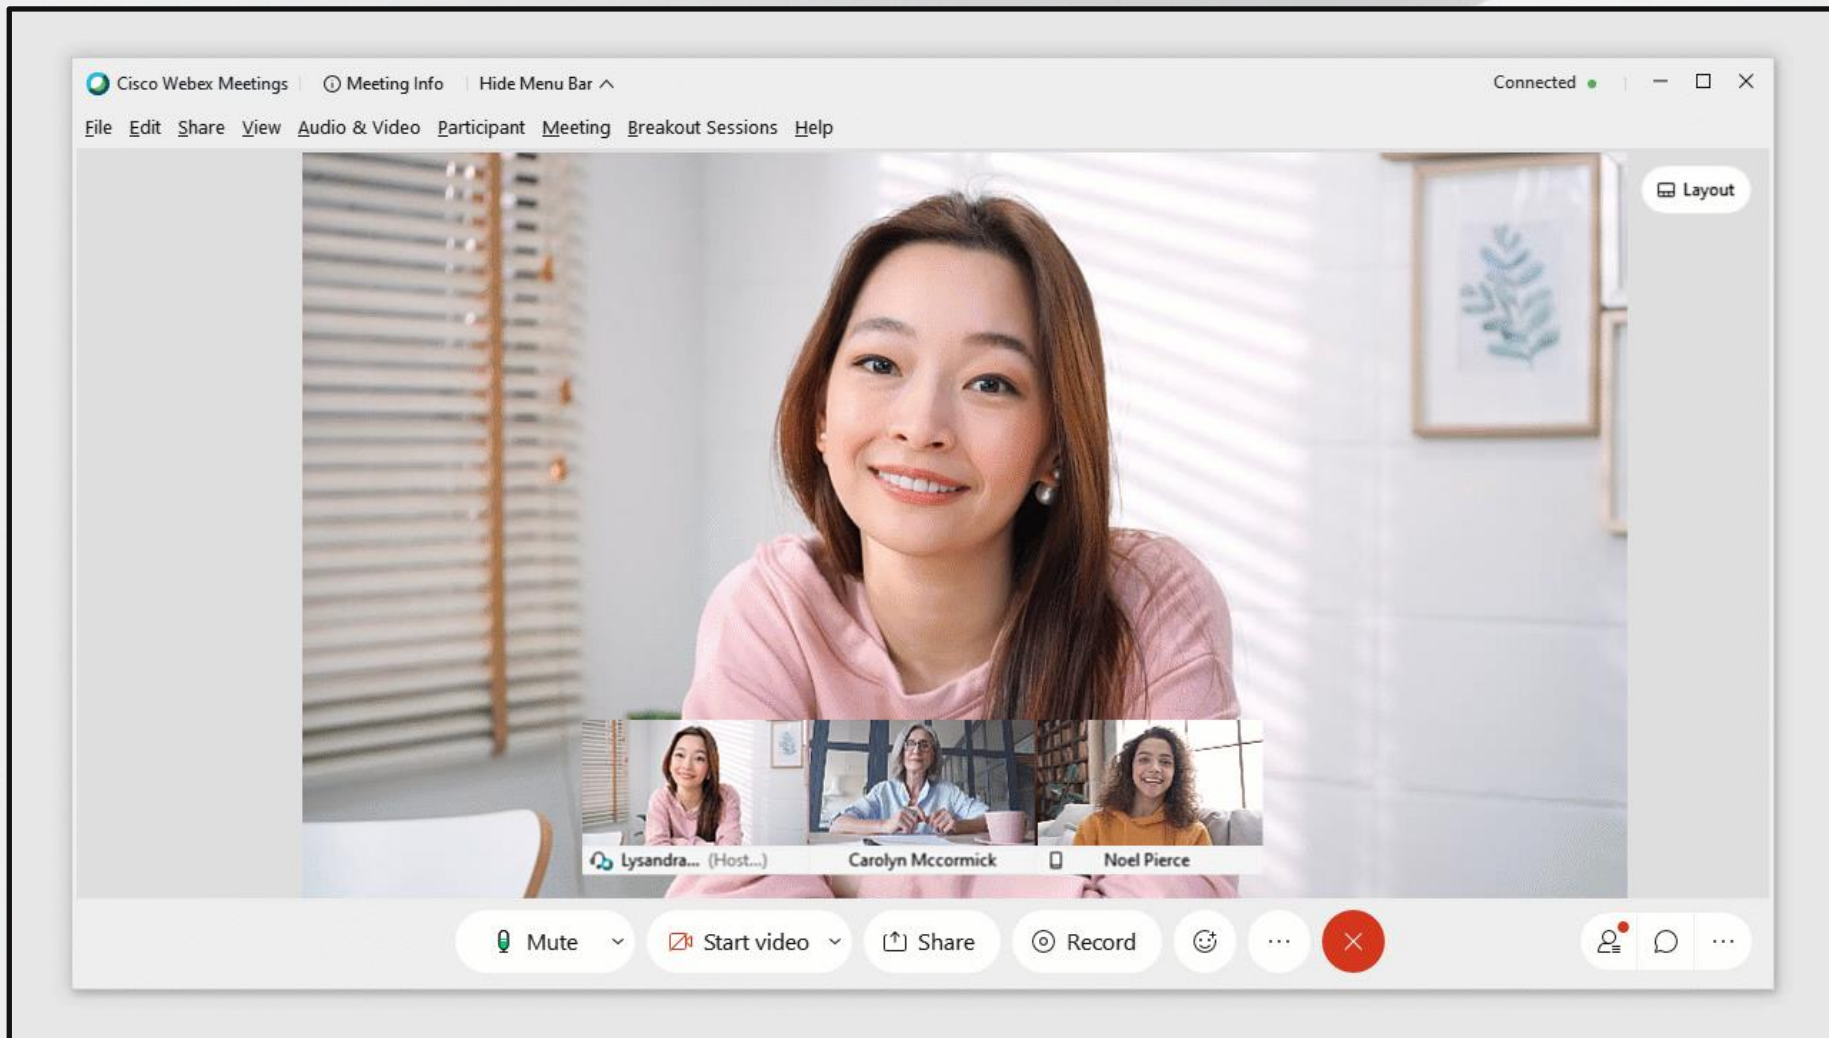 Cisco Webex Meetings Meeting Info Hide Menu Bar Connected
File Edit Share View Audio & Video Participant Meeting Breakout Sessions Help
Layout
Lysandra... (Host...) Carolyn Mccormick Noel Pierce
Mute Start video Share Record